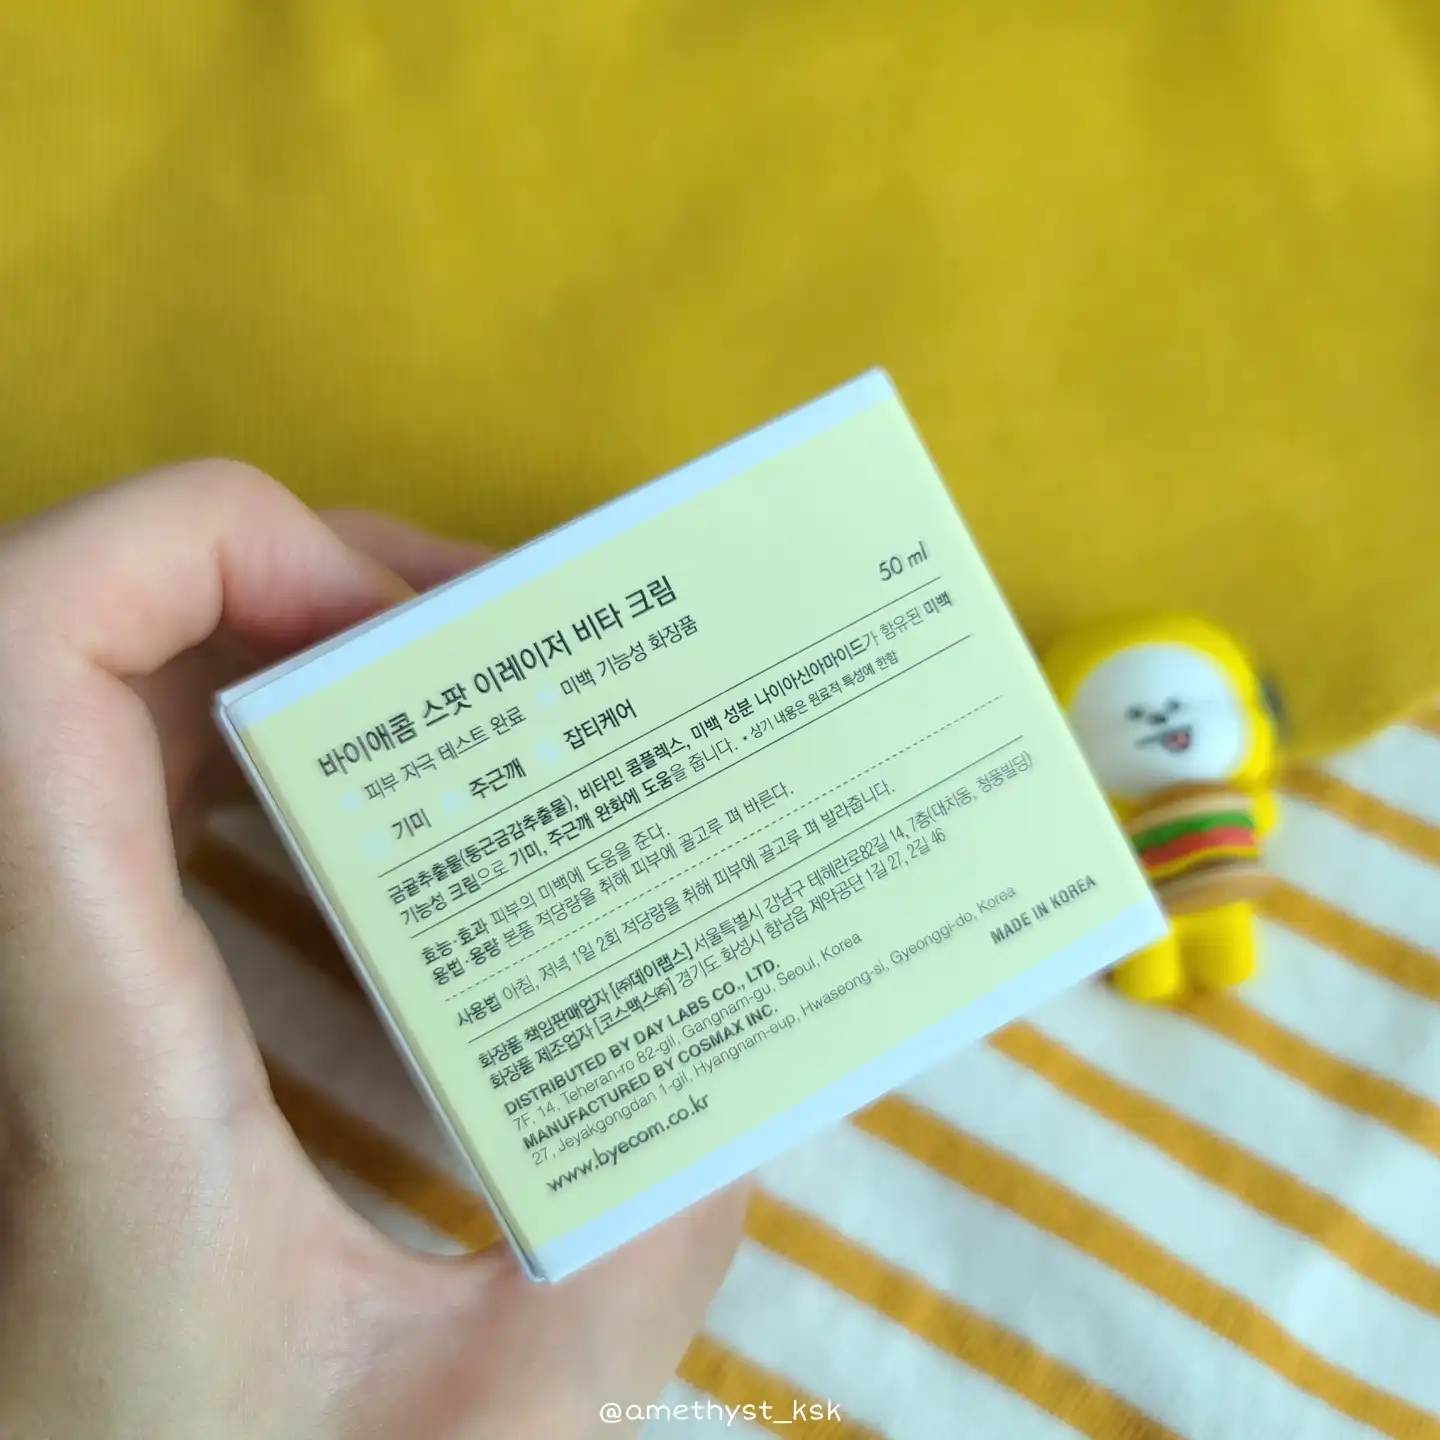 바이애콤 스팟 이레이저 비타 크림
50 ml
피부 자극 테스트 완료 미백 기능성 화장품
기미 주근깨 잡티케어
금귤추출물(둥근금감추출물), 비타민 콤플렉스, 미백 성분 나이아신아마이드가 함유된 미백
기능성 크림으로 기미, 주근깨 완화에 도움을 줍니다. * 상기 내용은 원료적 특성에 한함
효능·효과 피부의 미백에 도움을 준다.
용법·용량 본품 적당량을 취해 피부에 골고루 펴 바른다.
사용법 아침, 저녁 1일 2회 적당량을 취해 피부에 골고루 펴 발라줍니다.
화장품 책임판매업자 [㈜데이랩스] 서울특별시 강남구 테헤란로82길 14, 7층(대치동, 청풍빌딩)
화장품 제조업자 [코스맥스㈜] 경기도 화성시 향남읍 제약공단 1길 27, 2길 46
DISTRIBUTED BY DAY LABS CO., LTD.
7F, 14, Teheran-ro 82-gil, Gangnam-gu, Seoul, Korea
MANUFACTURED BY COSMAX INC.
27, Jeyakgongdan 1-gil, Hyangnam-eup, Hwaseong-si, Gyeonggi-do, Korea
www.byecom.co.kr
MADE IN KOREA
@amethyst_ksk